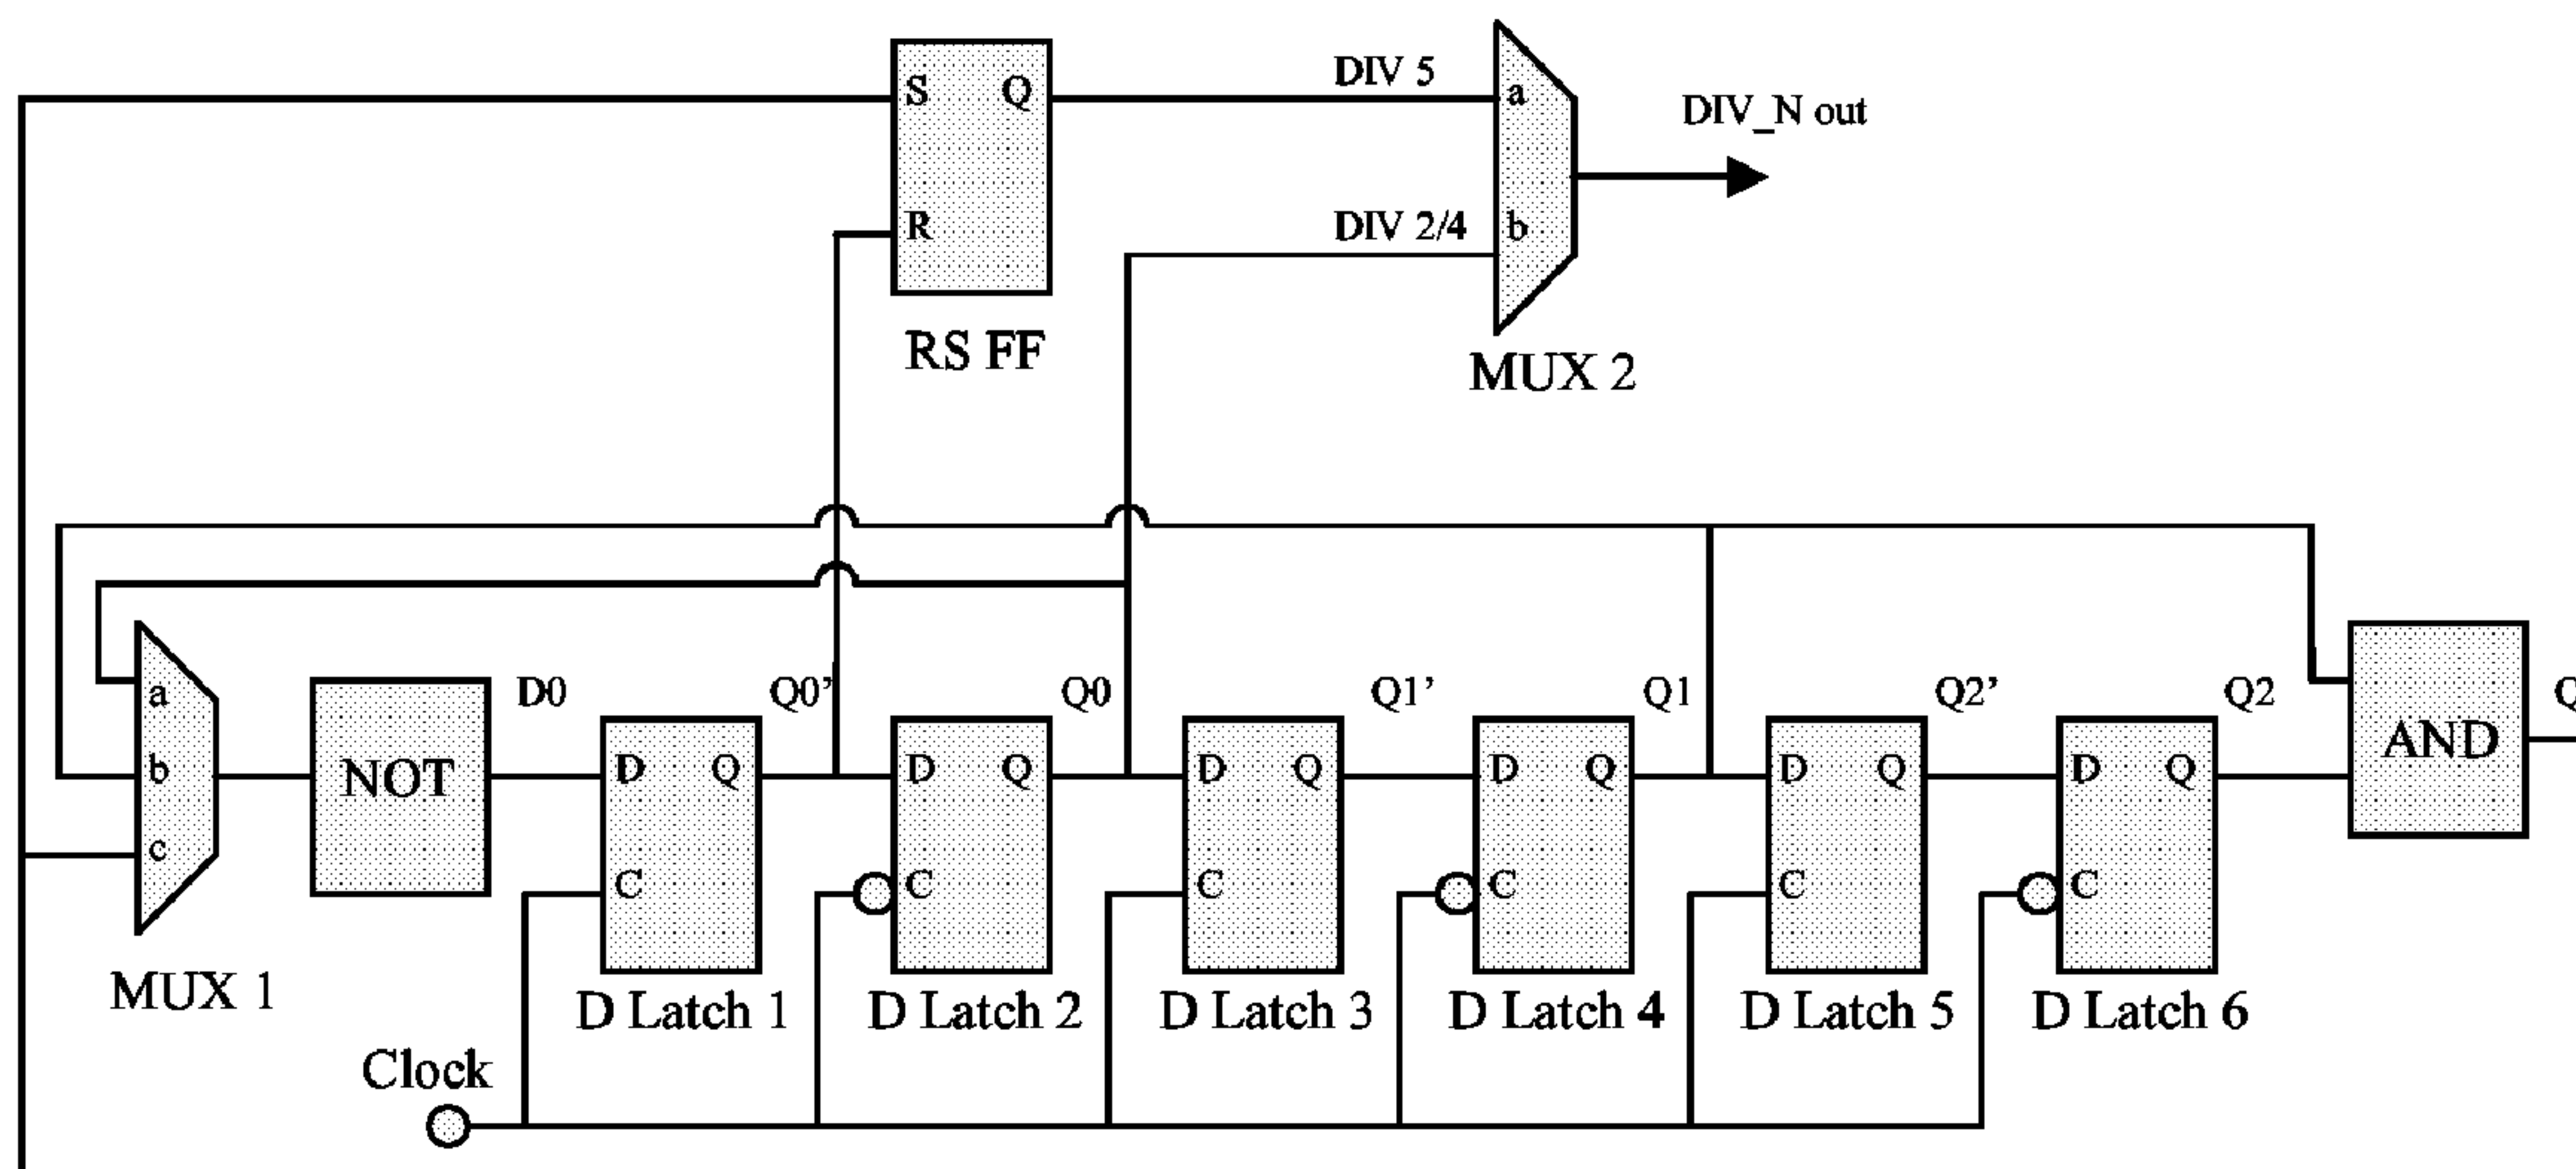 S Q
DIV 5
a
DIV_N out
R
DIV 2/4
b
RS FF
MUX 2
a
b
c
NOT
D0
Q0’
Q0
Q1’
Q1
Q2’
Q2
Q
D Q
D Q
D Q
D Q
D Q
D Q
AND
C
C
C
C
C
C
MUX 1
D Latch 1
D Latch 2
D Latch 3
D Latch 4
D Latch 5
D Latch 6
Clock